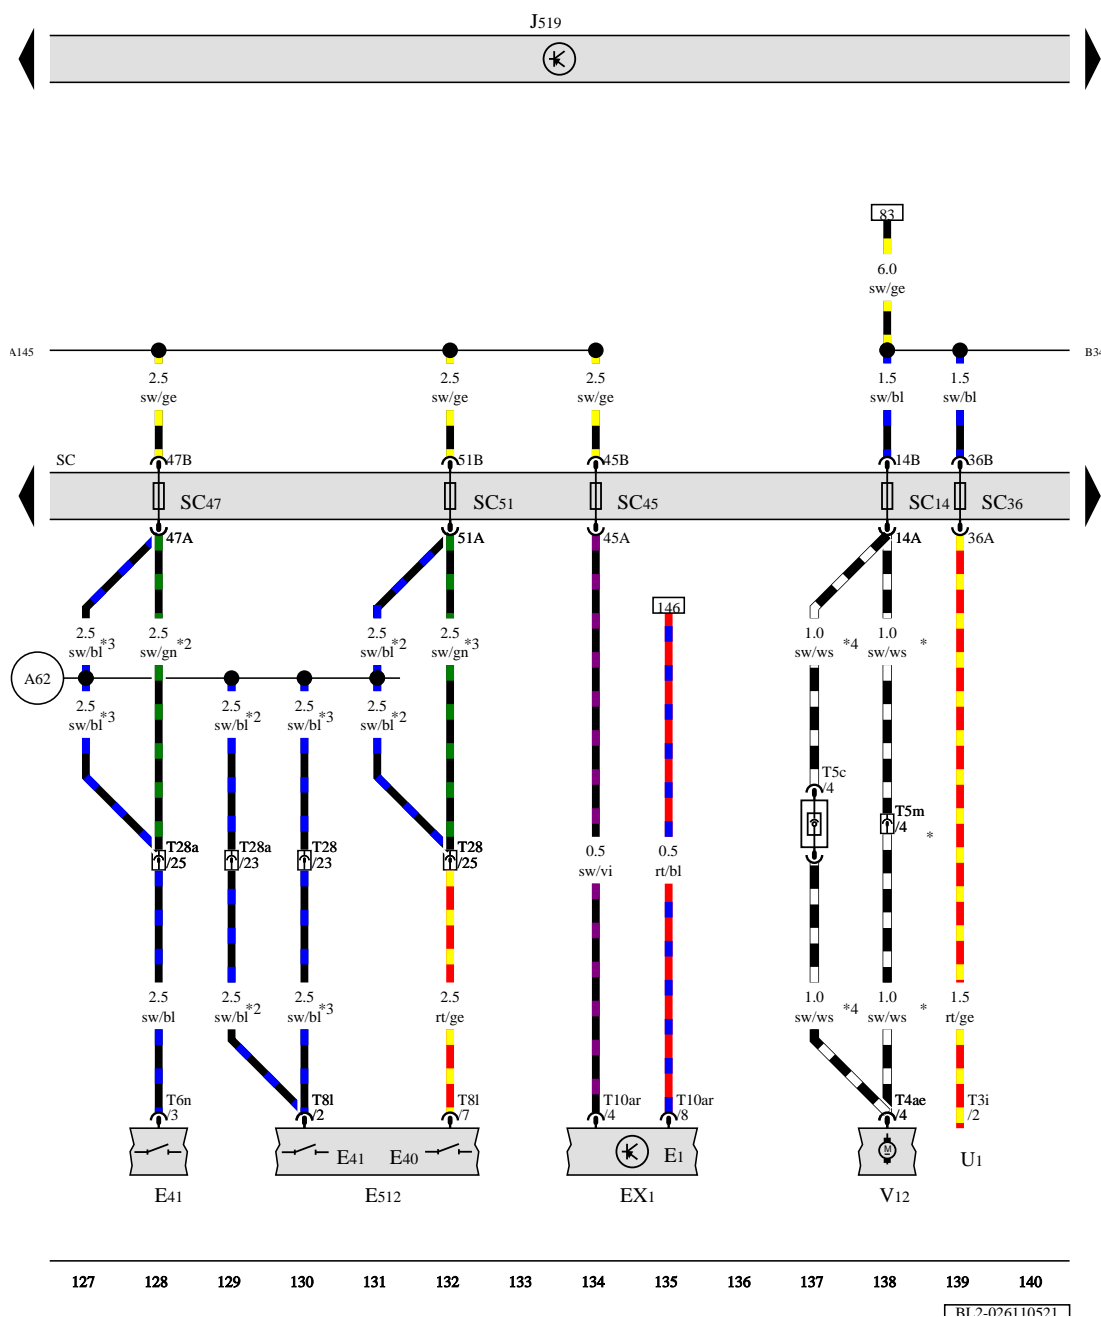 J519
83
6.0
sw/ge
A145
B34
2.5 2.5 2.5 1.5 1.5
sw/ge sw/ge sw/ge sw/bl sw/bl
SC 47B 51B 45B 14B 36B
SC47 SC51 SC45 SC14 SC36
47A 51A 45A 14A 36A
146
2.5 2.5 2.5 2.5 1.0 1.0
sw/bl*3 sw/gn*2 sw/bl*2 sw/gn*3 sw/ws *4 sw/ws *
A62
2.5 2.5 2.5 2.5
sw/bl*3 sw/bl*2 sw/bl*3 sw/bl*2
T5c
/4
T5m
/4 *
T28a T28a T28 T28
/25 /23 /23 /25
0.5 0.5
sw/vi rt/bl
2.5 2.5 2.5 2.5 1.0 1.0 1.5
sw/bl sw/bl*2 sw/bl*3 rt/ge sw/ws *4 sw/ws * rt/ge
T6n T8l T8l T10ar T10ar T4ae T3i
/3 /2 /7 /4 /8 /4 /2
E41 E40 E1 M U1
E41 E512 EX1 V12
127 128 129 130 131 132 133 134 135 136 137 138 139 140
BL2-026110521